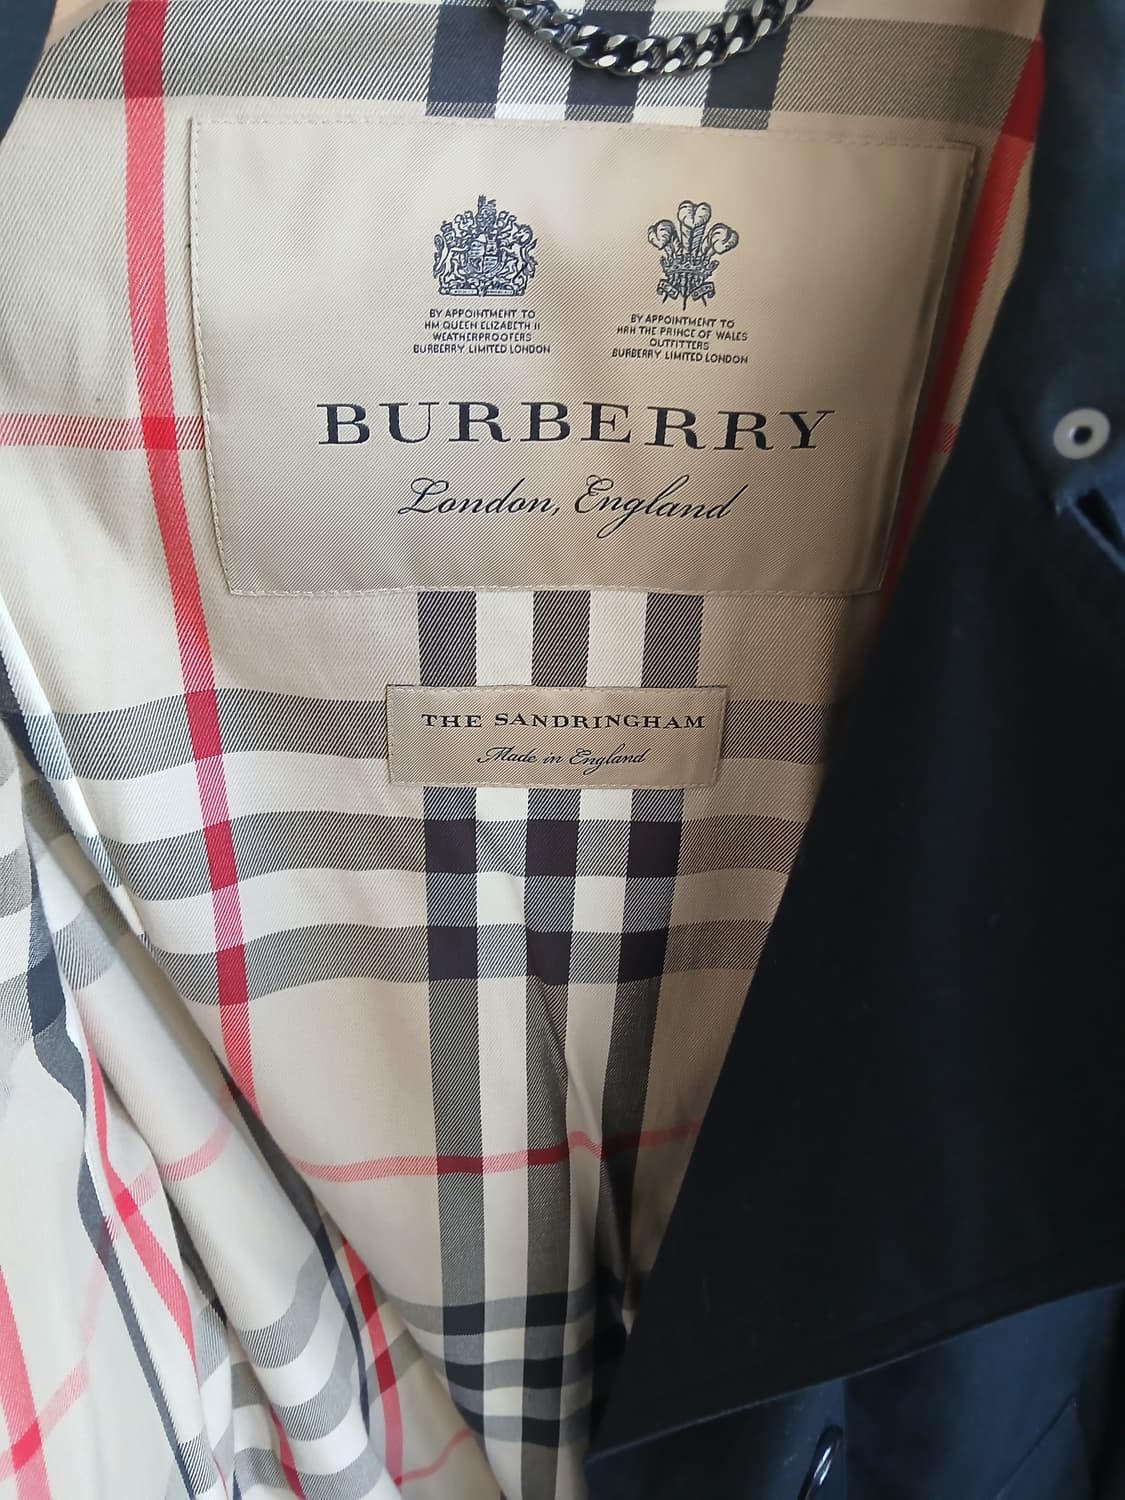 BY APPOINTMENT TO
HM QUEEN ELIZABETH II
WEATHERPROOFERS
BURBERRY LIMITED LONDON
BY APPOINTMENT TO
HRH THE PRINCE OF WALES
OUTFITTERS
BURBERRY LIMITED LONDON
BURBERRY
London, England
THE SANDRINGHAM
Made in England